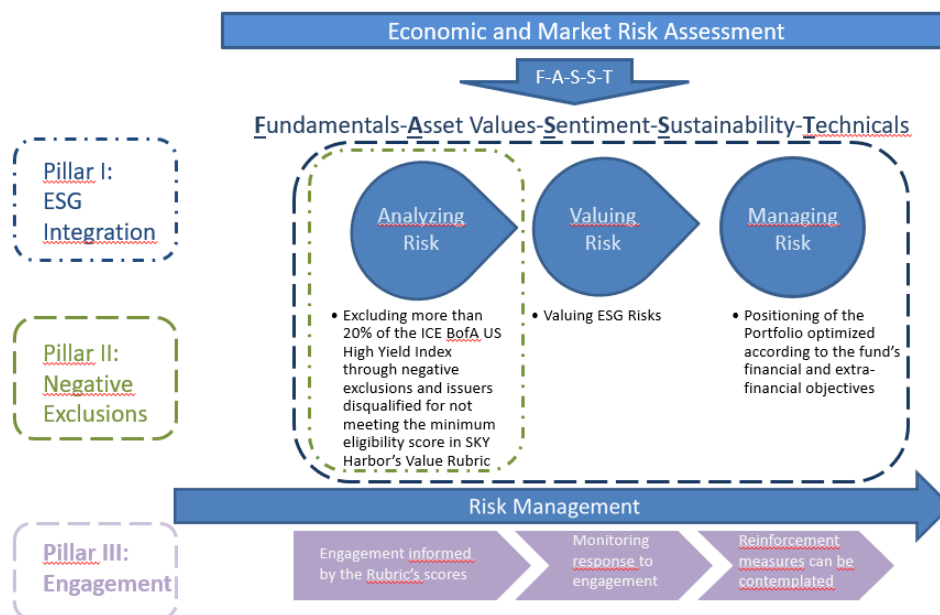 Economic and Market Risk Assessment
F-A-S-S-T
Fundamentals-Asset Values-Sentiment-Sustainability-Technicals
Pillar I:
ESG
Integration
Analyzing
Risk
Valuing
Risk
Managing
Risk
• Excluding more than
20% of the ICE BofA US
High Yield Index
through negative
exclusions and issuers
disqualified for not
meeting the minimum
eligibility score in SKY
Harbor’s Value Rubric
• Valuing ESG Risks
• Positioning of the
Portfolio optimized
according to the fund’s
financial and extra-
financial objectives
Pillar II:
Negative
Exclusions
Risk Management
Pillar III:
Engagement
Engagement informed
by the Rubric’s scores
Monitoring
response to
engagement
Reinforcement
measures can be
contemplated